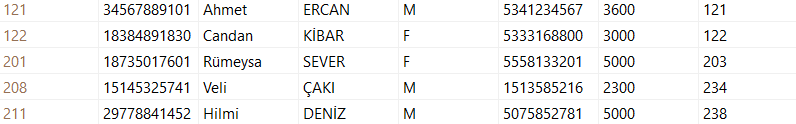 121 34567889101 Ahmet ERCAN M 5341234567 3600 121
122 18384891830 Candan KİBAR F 5333168800 3000 122
201 18735017601 Rümeysa SEVER F 5558133201 5000 203
208 15145325741 Veli ÇAKI M 1513585216 2300 234
211 29778841452 Hilmi DENİZ M 5075852781 5000 238